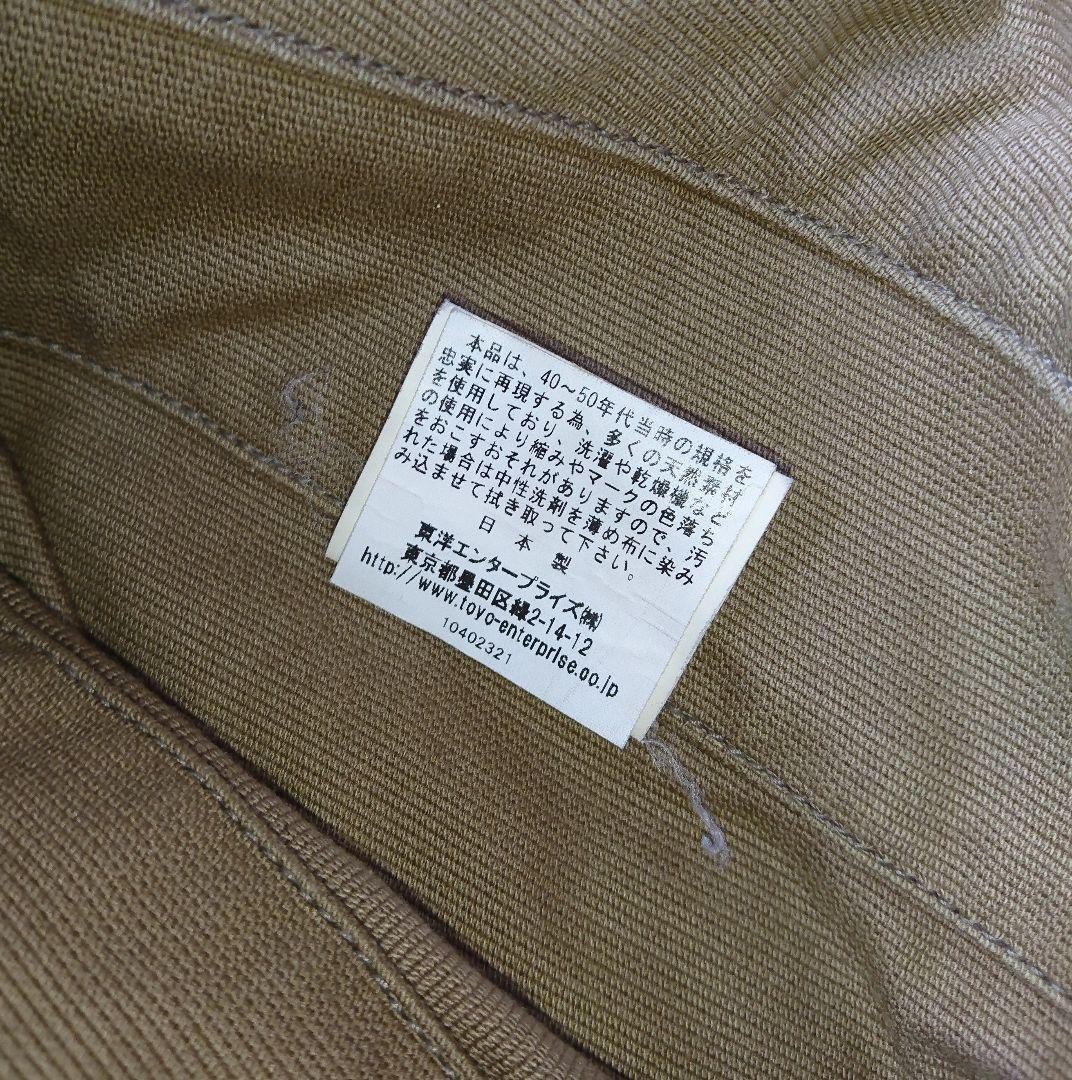 本品は、40～50年代当時の規格を
忠実に再現する為、多くの天然素材
を使用しており、洗濯や乾燥機など
の使用により縮みやマークの色落ち
をおこすおそれがありますので、汚
れた場合は中性洗剤を薄め布に染み
込ませて拭き取って下さい。
日本製
東洋エンタープライズ㈱
東京都墨田区緑2-14-12
http://www.toyo-enterprise.co.jp
10402321